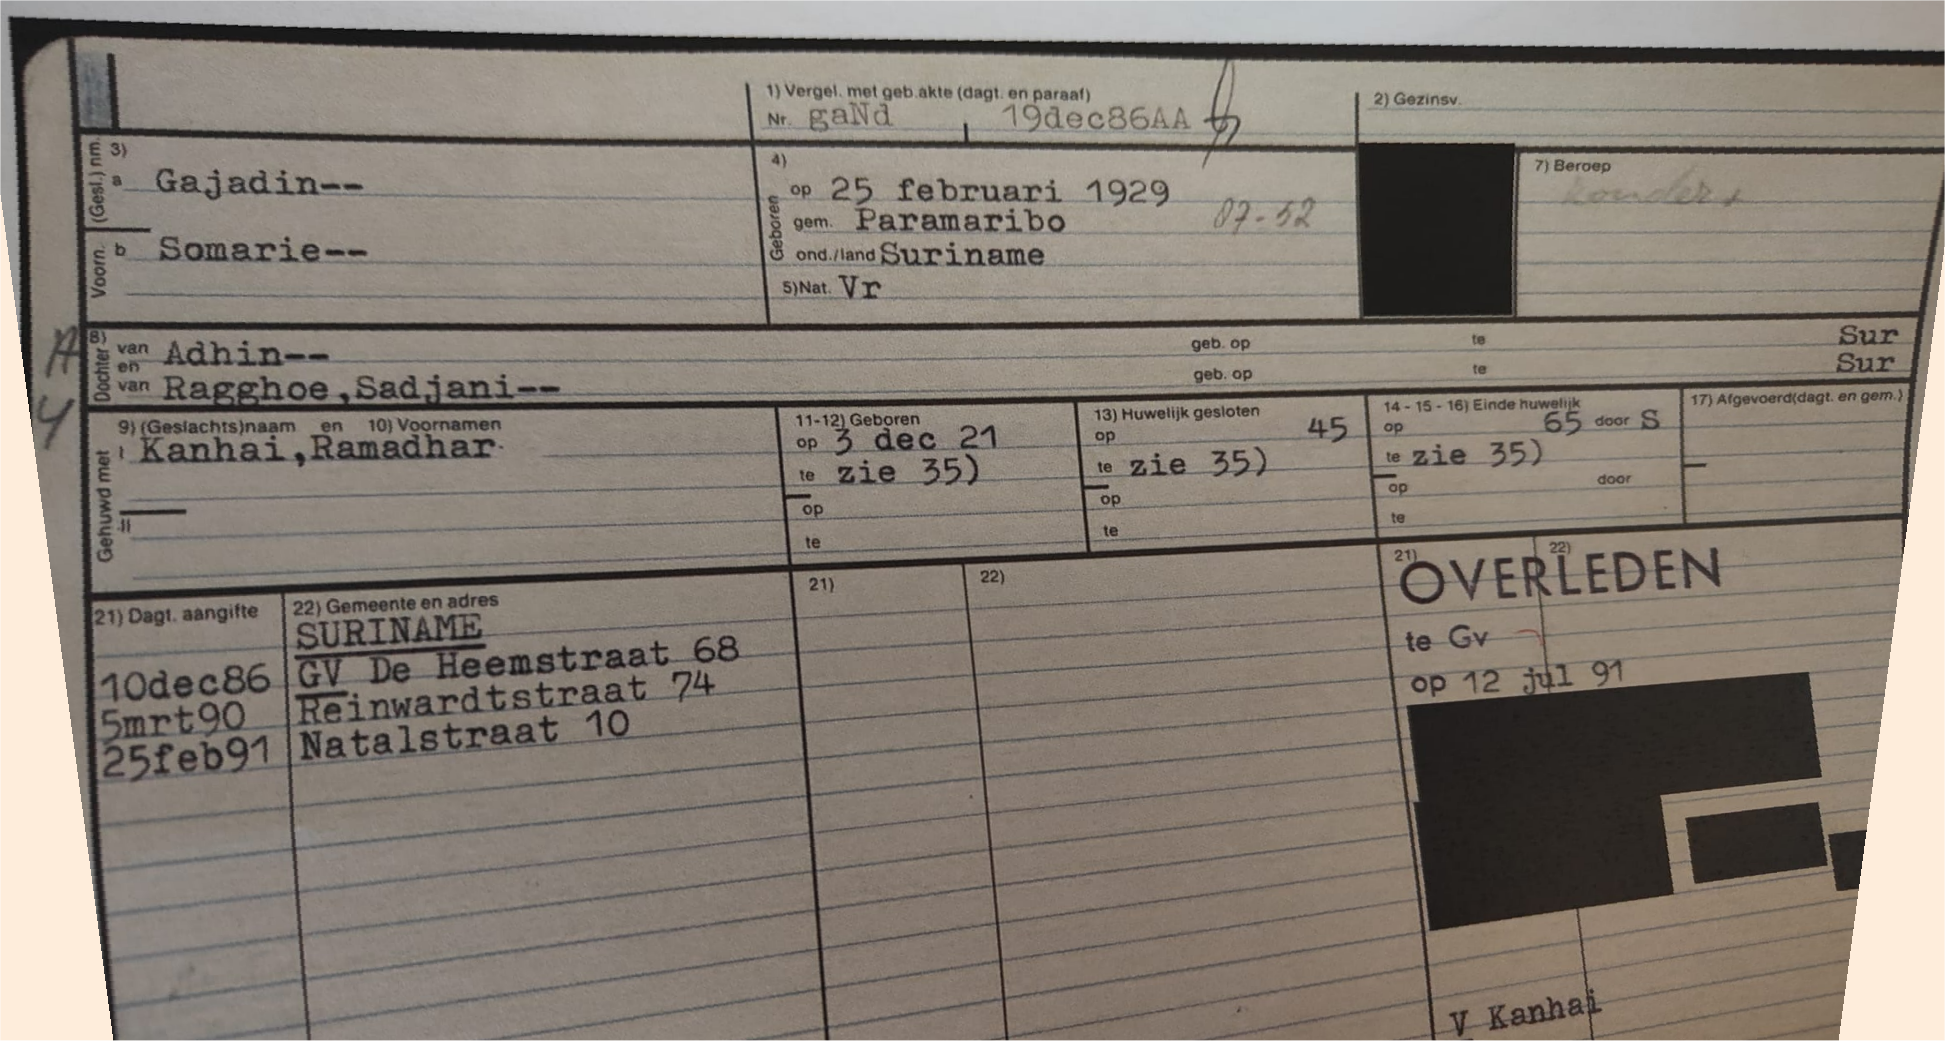 1) Vergel. met geb.akte (dagt. en paraaf)
Nr. gaNd 19dec86AA
2) Gezinsv.
(Gesl.) nm.
3)
a Gajadin--
Voorn.
b Somarie--
4)
Geboren
op 25 februari 1929
gem. Paramaribo 07-52
ond./land Suriname
5)Nat. Vr
7) Beroep
8)
Dochter
van Adhin-- geb. op te Sur
en
van Ragghoe,Sadjani-- geb. op te Sur
A
Y
Gehuwd met
9) (Geslachts)naam en 10) Voornamen
I Kanhai,Ramadhar
II
11-12) Geboren
op 3 dec 21
te zie 35)
op
te
13) Huwelijk gesloten
op 45
te zie 35)
op
te
14 - 15 - 16) Einde huwelijk
op 65 door S
te zie 35)
op door
te
17) Afgevoerd(dagt. en gem.)
21) Dagt. aangifte 22) Gemeente en adres
SURINAME
10dec86 GV De Heemstraat 68
5mrt90 Reinwardtstraat 74
25feb91 Natalstraat 10
21) 22)
21) 22)
OVERLEDEN
te Gv
op 12 jul 91
V Kanhai